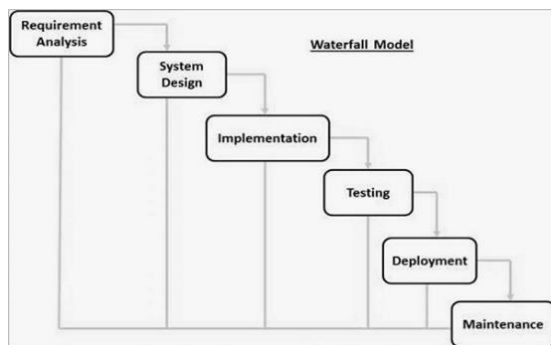 Requirement
Analysis
Waterfall Model
System
Design
Implementation
Testing
Deployment
Maintenance